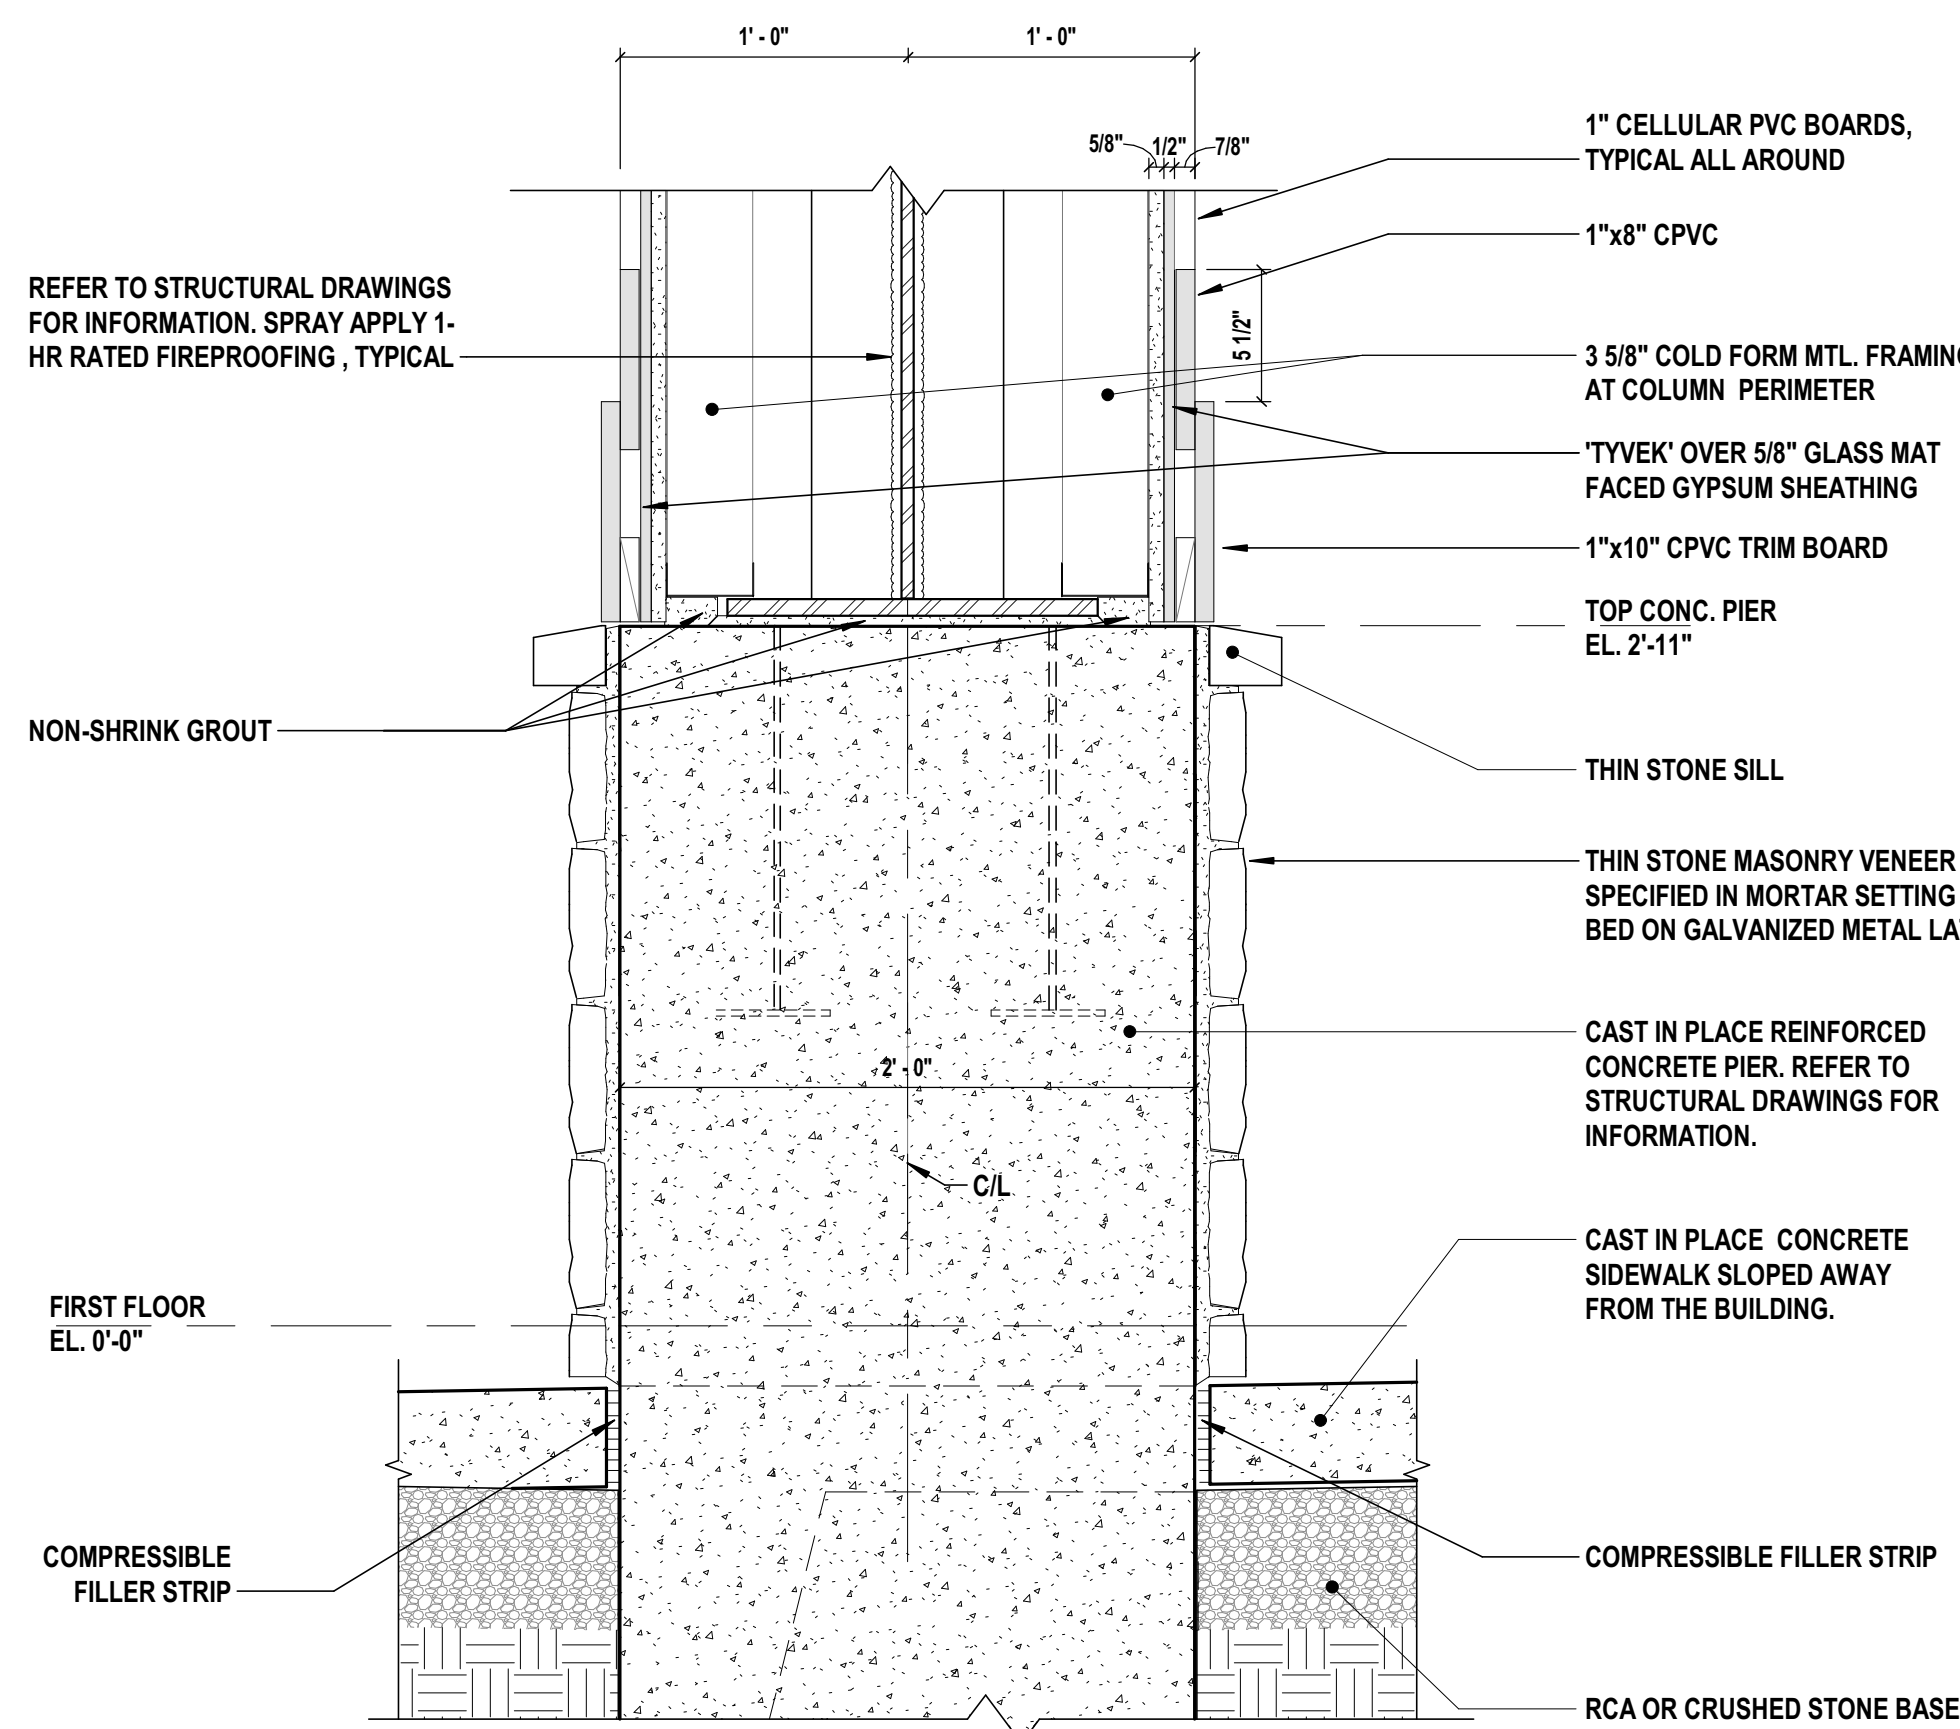 1' - 0"
1' - 0"
5/8"
1/2"
7/8"
1" CELLULAR PVC BOARDS,
TYPICAL ALL AROUND
1"x8" CPVC
REFER TO STRUCTURAL DRAWINGS
FOR INFORMATION. SPRAY APPLY 1-
HR RATED FIREPROOFING , TYPICAL
5 1/2"
3 5/8" COLD FORM MTL. FRAMING
AT COLUMN PERIMETER
'TYVEK' OVER 5/8" GLASS MAT
FACED GYPSUM SHEATHING
1"x10" CPVC TRIM BOARD
TOP CONC. PIER
EL. 2'-11"
NON-SHRINK GROUT
THIN STONE SILL
THIN STONE MASONRY VENEER
SPECIFIED IN MORTAR SETTING
BED ON GALVANIZED METAL LA
CAST IN PLACE REINFORCED
CONCRETE PIER. REFER TO
STRUCTURAL DRAWINGS FOR
INFORMATION.
2' - 0"
C/L
CAST IN PLACE CONCRETE
SIDEWALK SLOPED AWAY
FROM THE BUILDING.
FIRST FLOOR
EL. 0'-0"
COMPRESSIBLE
FILLER STRIP
COMPRESSIBLE FILLER STRIP
RCA OR CRUSHED STONE BASE